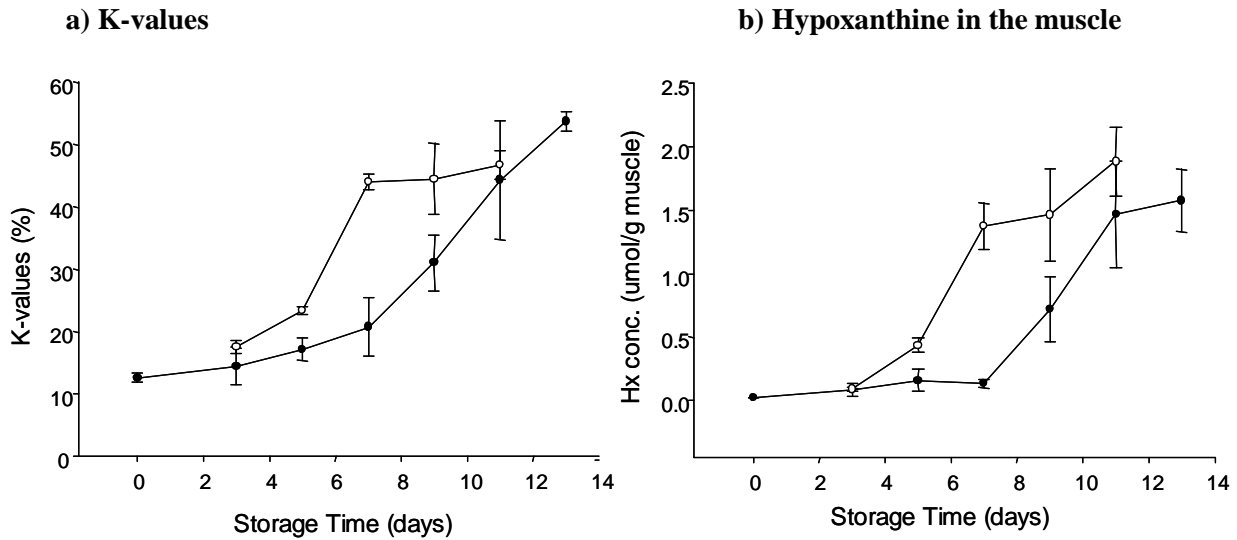 a) K-values
b) Hypoxanthine in the muscle
K-values (%)
60
50
40
30
20
10
0
0 2 4 6 8 10 12 14
Storage Time (days)
Hx conc. (umol/g muscle)
2.5
2.0
1.5
1.0
0.5
0.0
0 2 4 6 8 10 12 14
Storage Time (days)